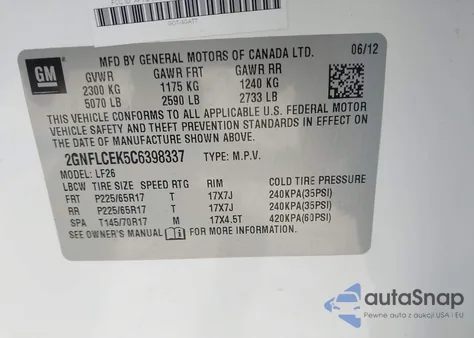 GM
MFD BY GENERAL MOTORS OF CANADA LTD. 06/12
GVWR GAWR FRT GAWR RR
2300 KG 1175 KG 1240 KG
5070 LB 2590 LB 2733 LB
THIS VEHICLE CONFORMS TO ALL APPLICABLE U.S. FEDERAL MOTOR
VEHICLE SAFETY AND THEFT PREVENTION STANDARDS IN EFFECT ON THE
DATE OF MANUFACTURE SHOWN ABOVE.
2GNFLCEK5C6398337 TYPE: M.P.V.
MODEL: LF26
LBCW TIRE SIZE SPEED RTG RIM COLD TIRE PRESSURE
FRT P225/65R17 T 17X7J 240KPA(35PSI)
RR P225/65R17 T 17X7J 240KPA(35PSI)
SPA T145/70R17 M 17X4.5T 420KPA(60PSI)
SEE OWNER'S MANUAL FOR MORE INFORMATION.
autoSnap
Pewne auta z aukcji USA i EU